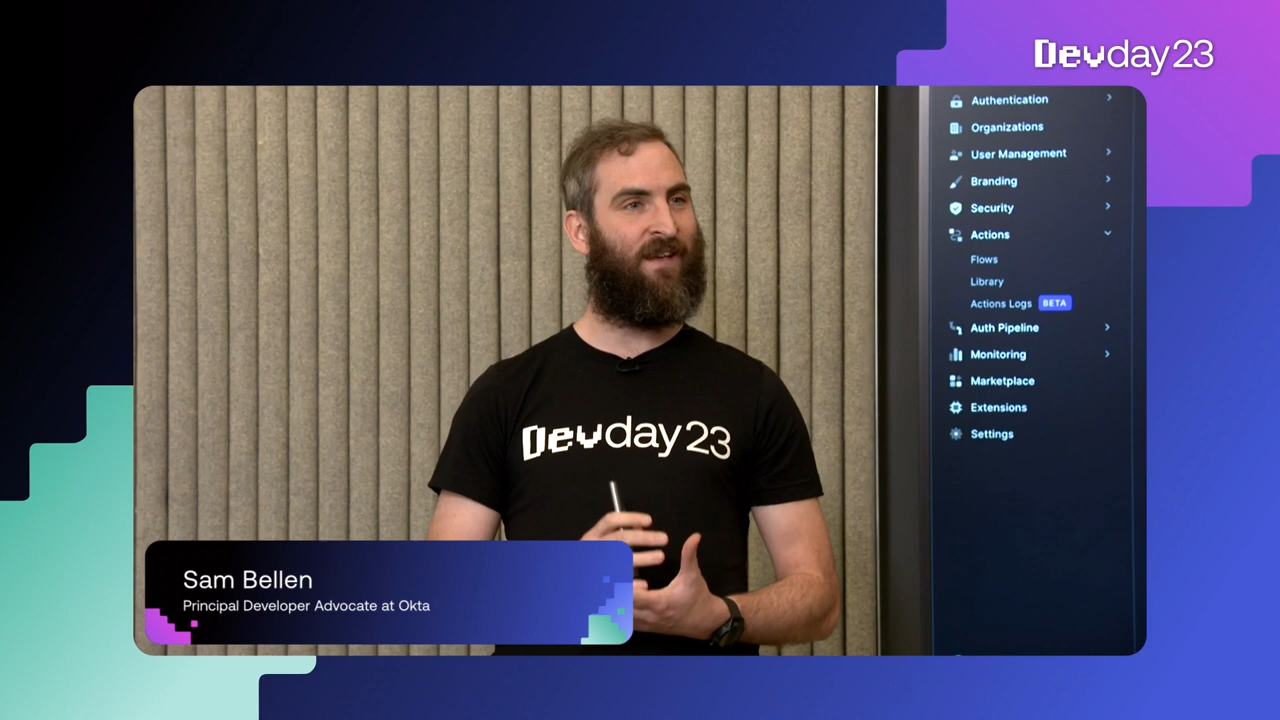 Devday23
Authentication
Organizations
User Management
Branding
Security
Actions
Flows
Library
Actions Logs BETA
Auth Pipeline
Monitoring
Marketplace
Extensions
Settings
Devday23
Sam Bellen
Principal Developer Advocate at Okta